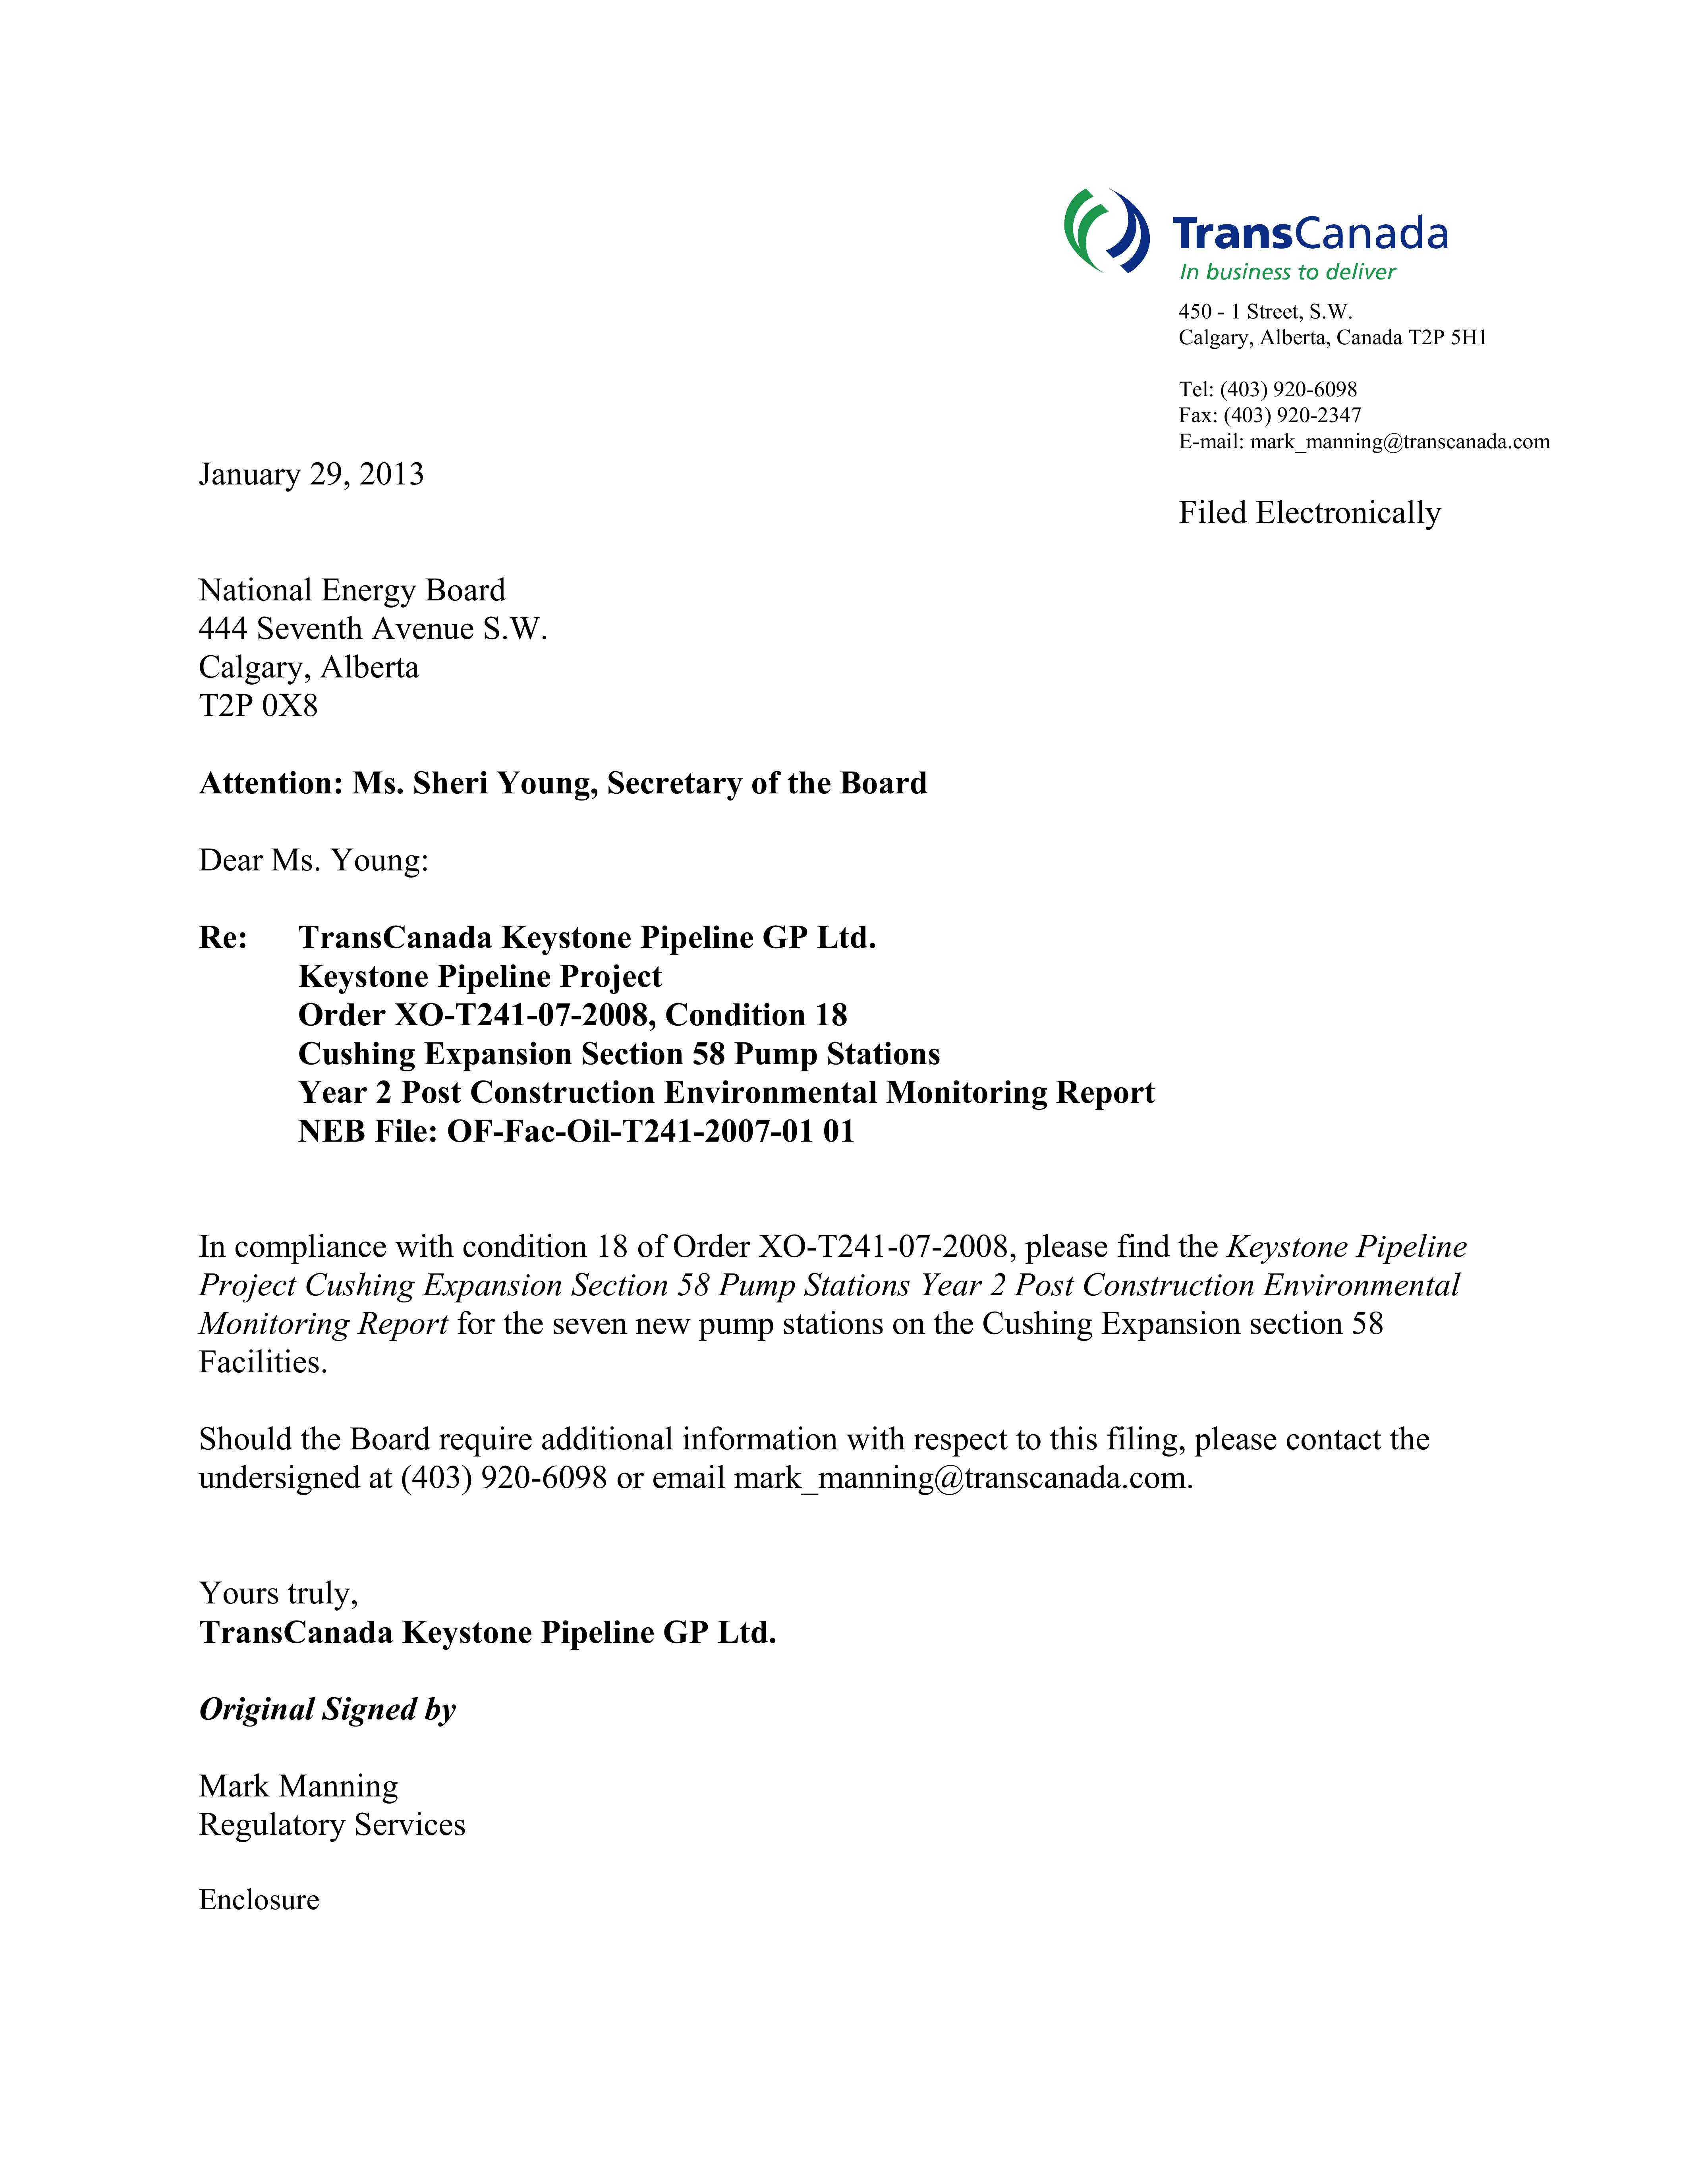 TransCanada
In business to deliver
450 - 1 Street, S.W.
Calgary, Alberta, Canada T2P 5H1
Tel: (403) 920-6098
Fax: (403) 920-2347
E-mail: mark_manning@transcanada.com
January 29, 2013
Filed Electronically
National Energy Board
444 Seventh Avenue S.W.
Calgary, Alberta
T2P 0X8
Attention: Ms. Sheri Young, Secretary of the Board
Dear Ms. Young:
Re: TransCanada Keystone Pipeline GP Ltd.
Keystone Pipeline Project
Order XO-T241-07-2008, Condition 18
Cushing Expansion Section 58 Pump Stations
Year 2 Post Construction Environmental Monitoring Report
NEB File: OF-Fac-Oil-T241-2007-01 01
In compliance with condition 18 of Order XO-T241-07-2008, please find the Keystone Pipeline
Project Cushing Expansion Section 58 Pump Stations Year 2 Post Construction Environmental
Monitoring Report for the seven new pump stations on the Cushing Expansion section 58
Facilities.
Should the Board require additional information with respect to this filing, please contact the
undersigned at (403) 920-6098 or email mark_manning@transcanada.com.
Yours truly,
TransCanada Keystone Pipeline GP Ltd.
Original Signed by
Mark Manning
Regulatory Services
Enclosure